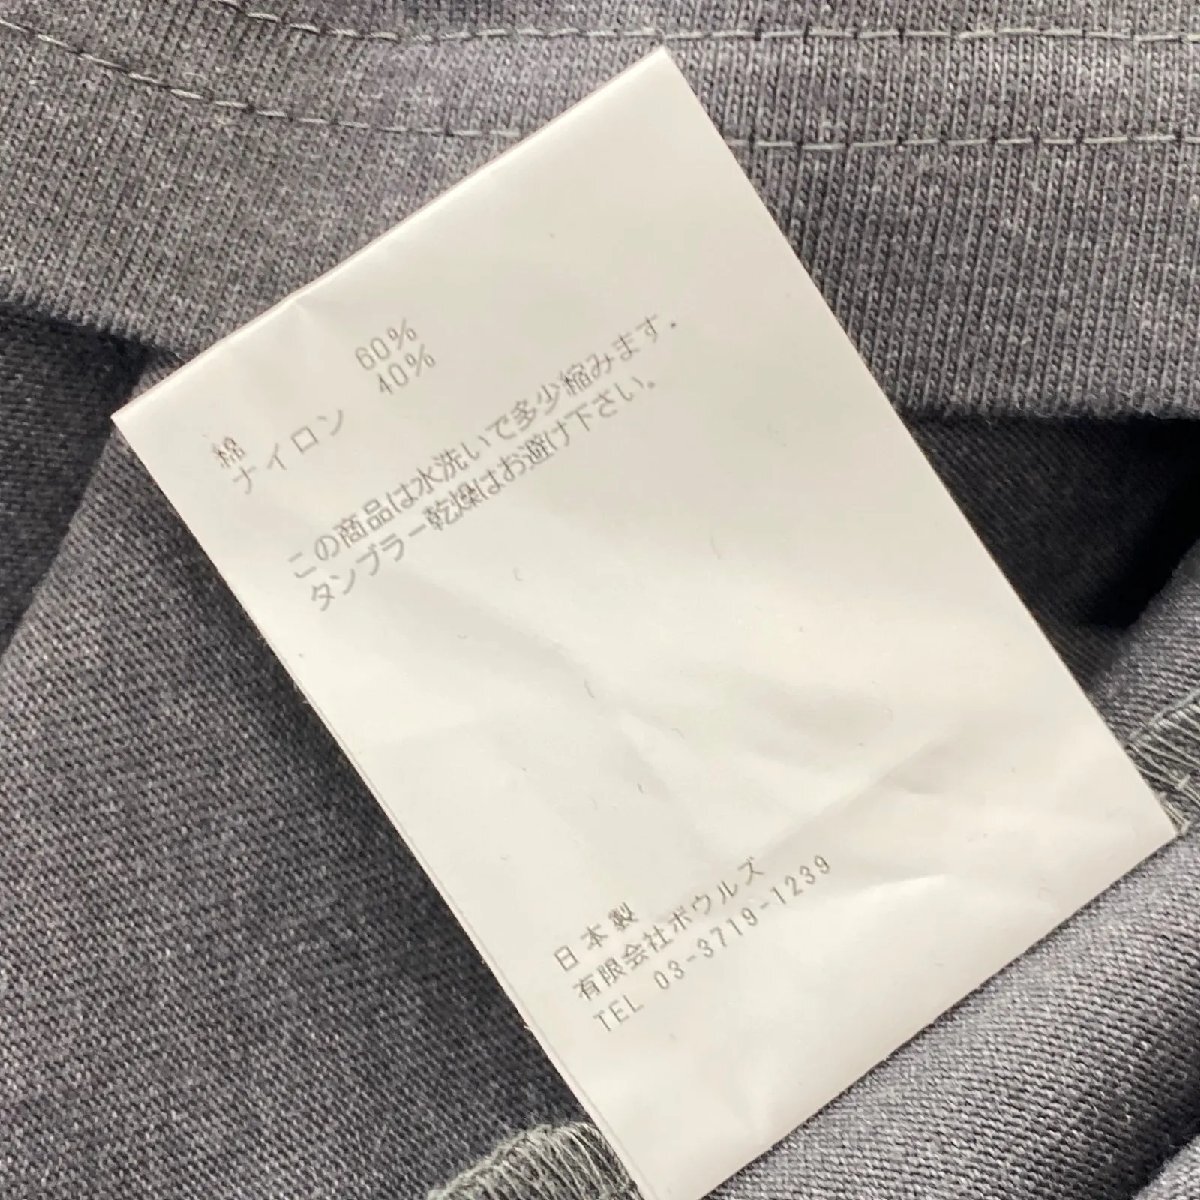 綿 60%
ナイロン 40%
この商品は水洗いで多少縮みます.
タンブラー乾燥はお避け下さい。
日本製
有限会社ボウルズ
TEL 03-3719-1239